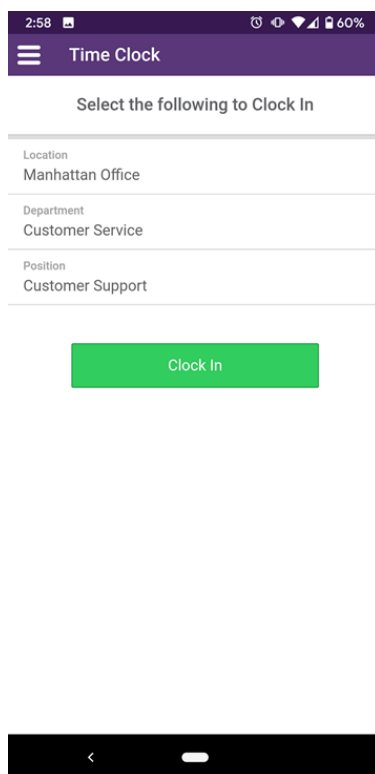 2:58 60%
Time Clock
Select the following to Clock In
Location
Manhattan Office
Department
Customer Service
Position
Customer Support
Clock In